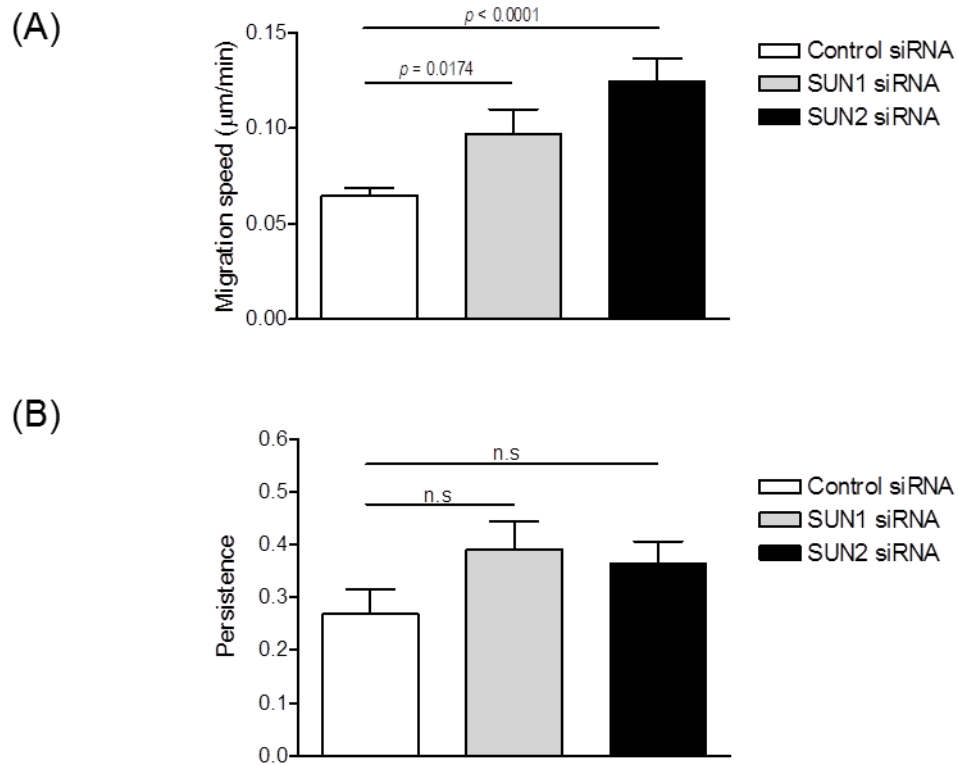 (A)
p < 0.0001
p = 0.0174
Migration speed (µm/min)
0.15
0.10
0.05
0.00
Control siRNA
SUN1 siRNA
SUN2 siRNA
(B)
n.s
n.s
Persistence
0.6
0.5
0.4
0.3
0.2
0.1
0.0
Control siRNA
SUN1 siRNA
SUN2 siRNA